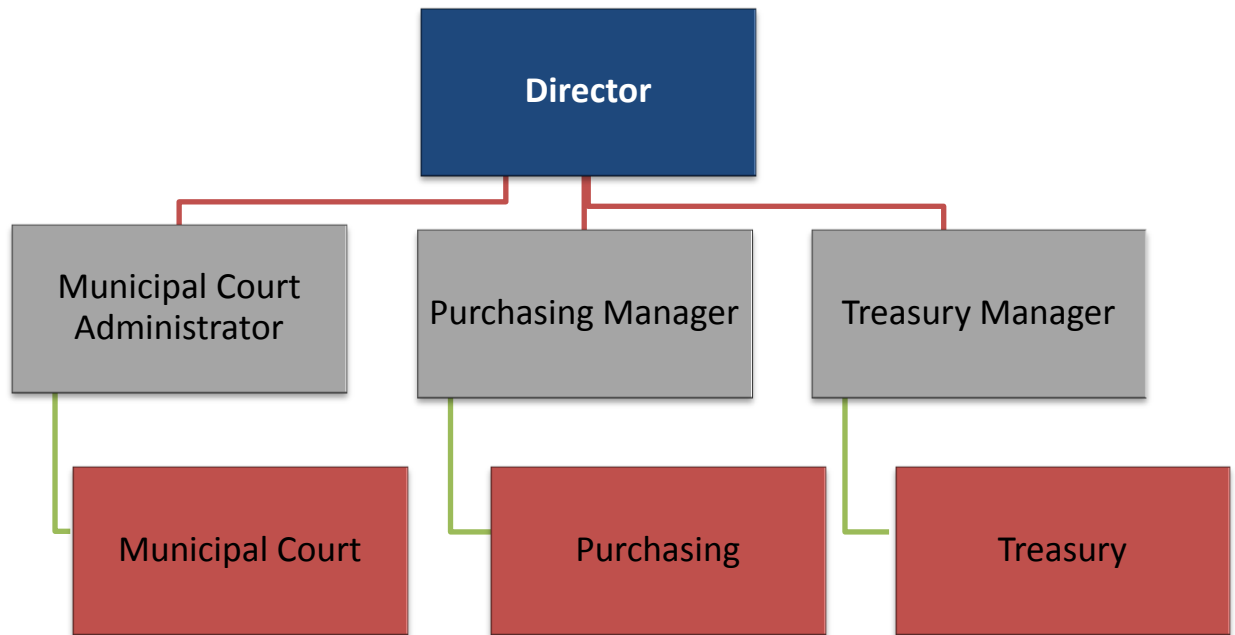 Director
Municipal Court
Administrator
Purchasing Manager
Treasury Manager
Municipal Court
Purchasing
Treasury